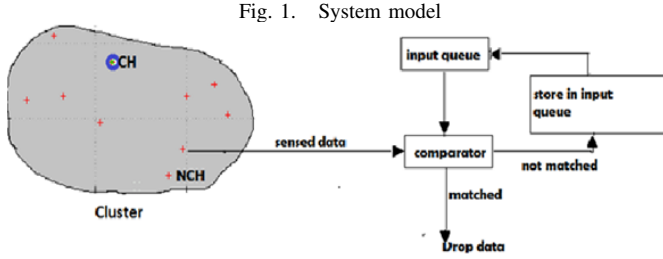 Fig. 1. System model
CH
input queue
store in input
queue
sensed data
comparator
not matched
NCH
matched
Cluster
Drop data